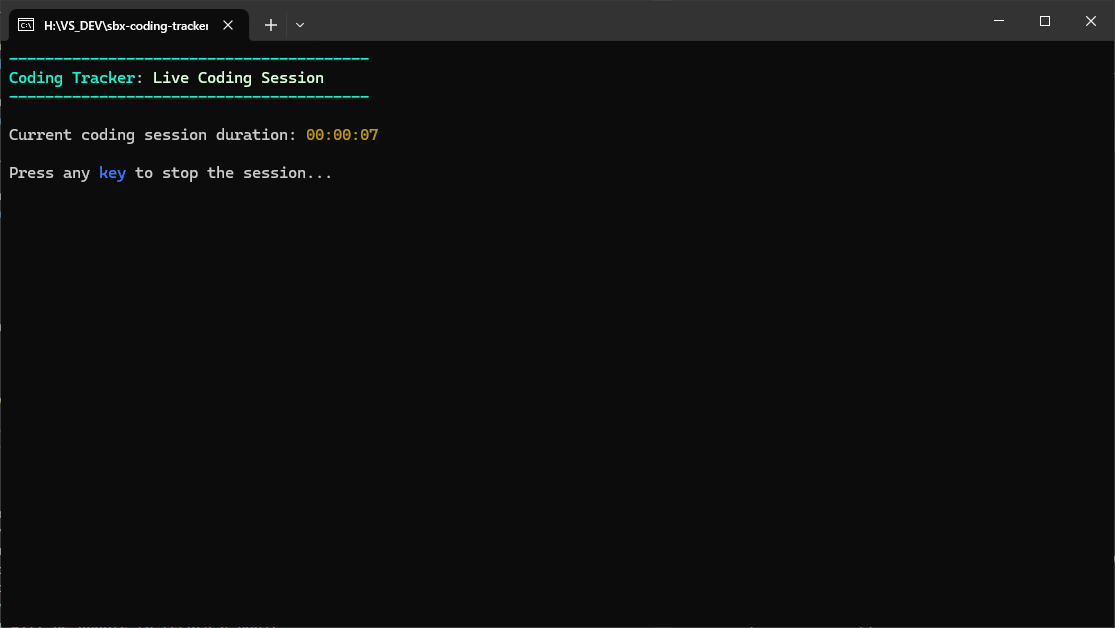 H:\VS_DEV\sbx-coding-tracker
----------------------------------------
Coding Tracker: Live Coding Session
----------------------------------------
Current coding session duration: 00:00:07
Press any key to stop the session...